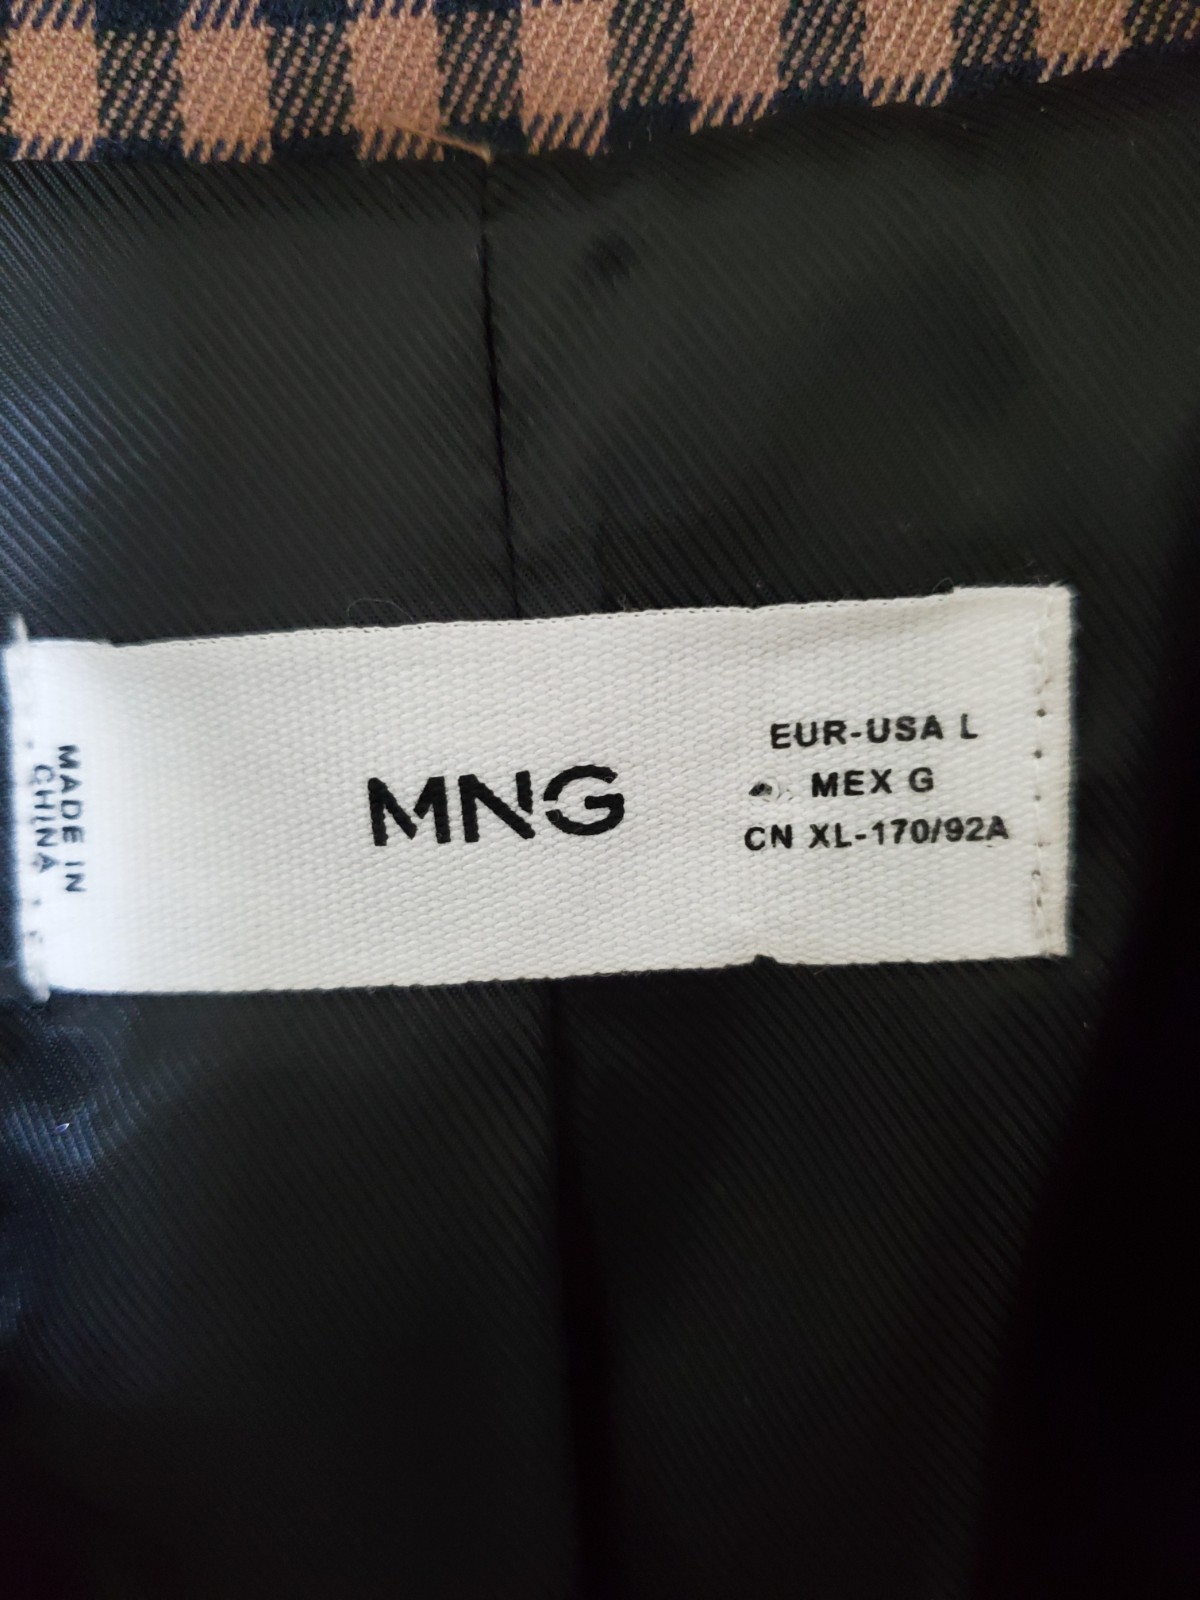 MADE IN
CHINA
MNG
EUR-USA L
MEX G
CN XL-170/92A